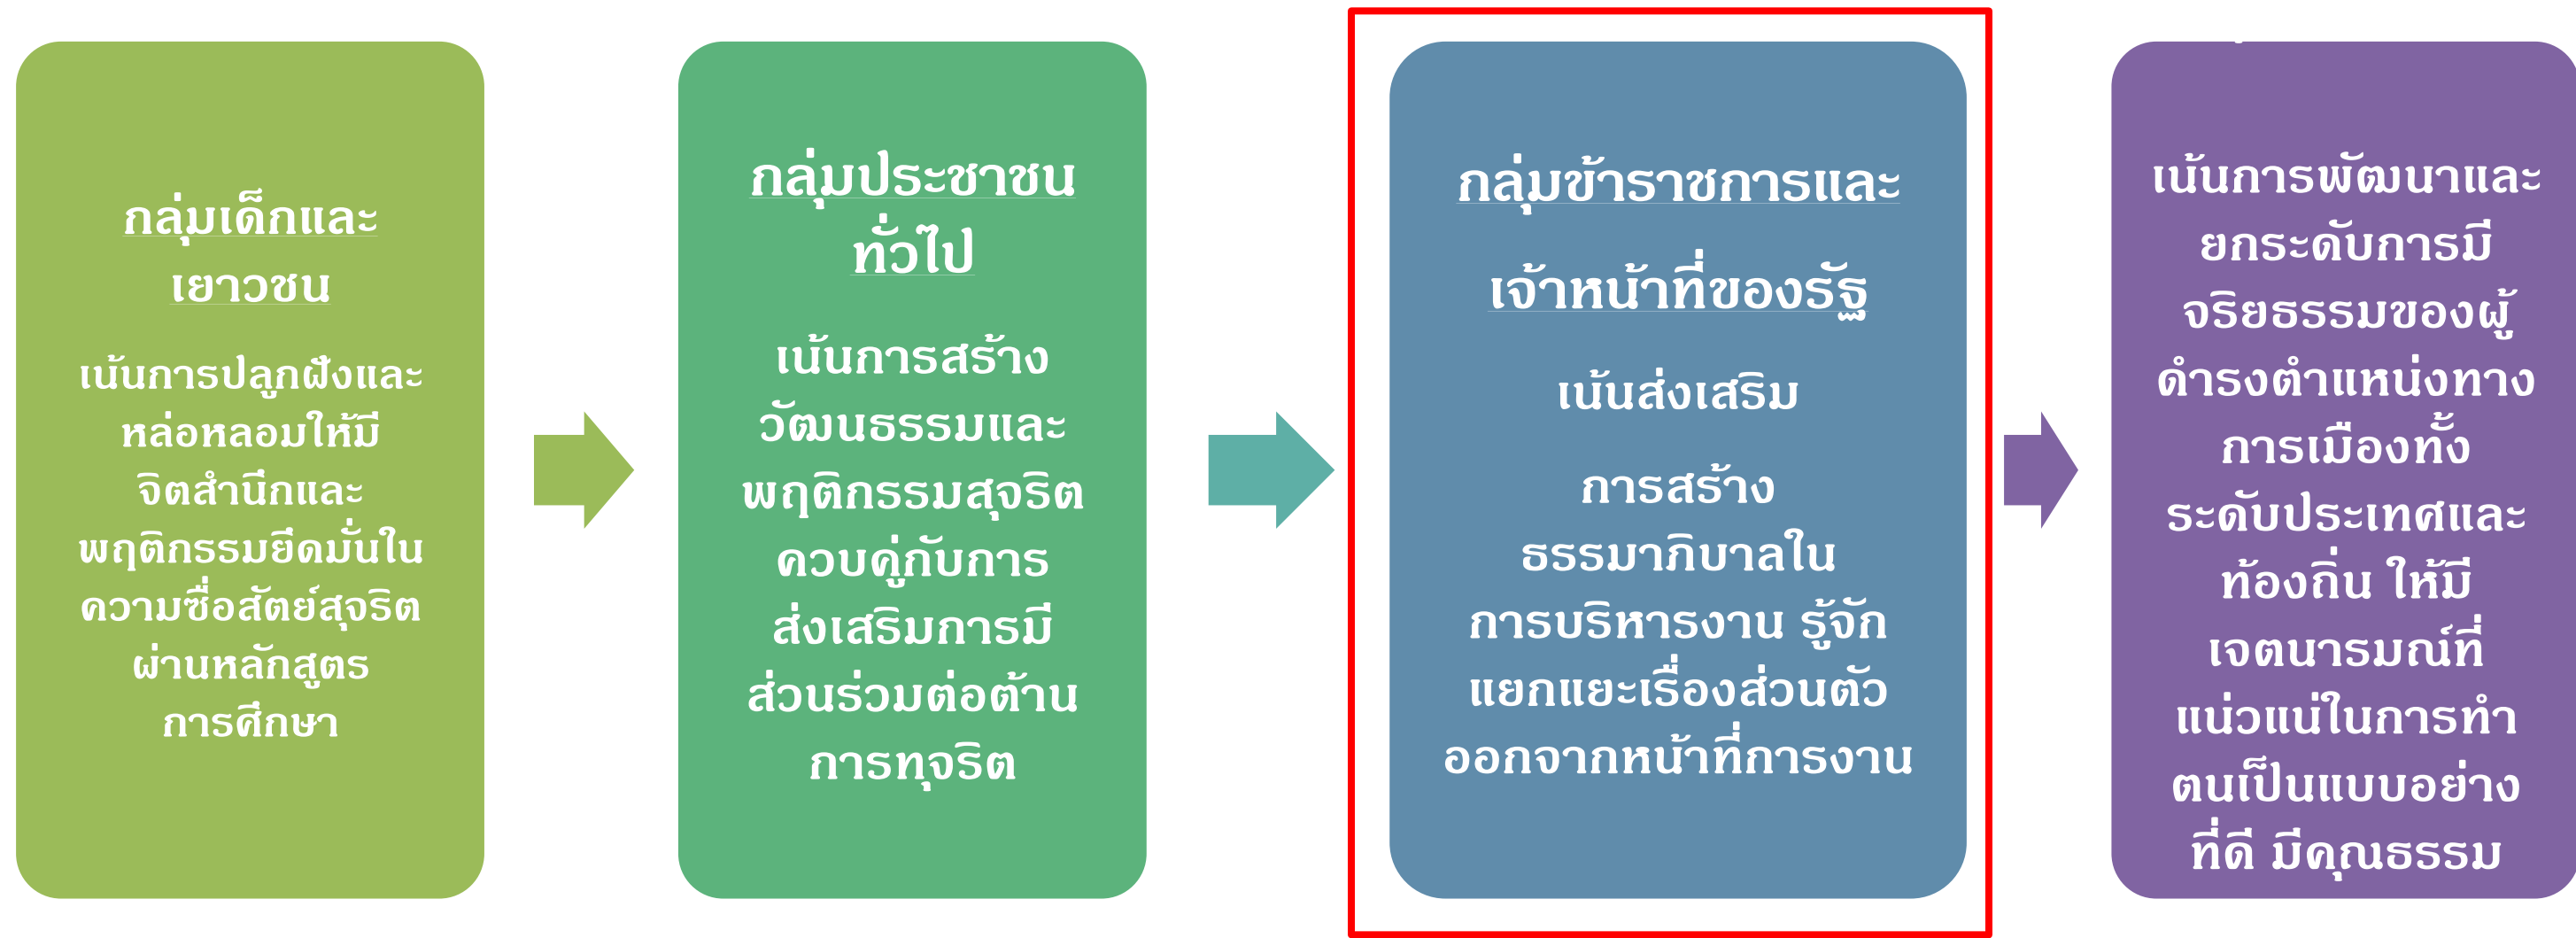 กลุ่มเด็กและ
เยาวชน
เน้นการปลูกฝังและ
หล่อหลอมให้มี
จิตสำนึกและ
พฤติกรรมยึดมั่นใน
ความซื่อสัตย์สุจริต
ผ่านหลักสูตร
การศึกษา
กลุ่มประชาชน
ทั่วไป
เน้นการสร้าง
วัฒนธรรมและ
พฤติกรรมสุจริต
ควบคู่กับการ
ส่งเสริมการมี
ส่วนร่วมต่อต้าน
การทุจริต
กลุ่มข้าราชการและ
เจ้าหน้าที่ของรัฐ
เน้นส่งเสริม
การสร้าง
ธรรมาภิบาลใน
การบริหารงาน รู้จัก
แยกแยะเรื่องส่วนตัว
ออกจากหน้าที่การงาน
เน้นการพัฒนาและ
ยกระดับการมี
จริยธรรมของผู้
ดำรงตำแหน่งทาง
การเมืองทั้ง
ระดับประเทศและ
ท้องถิ่น ให้มี
เจตนารมณ์ที่
แน่วแน่ในการทำ
ตนเป็นแบบอย่าง
ที่ดี มีคุณธรรม